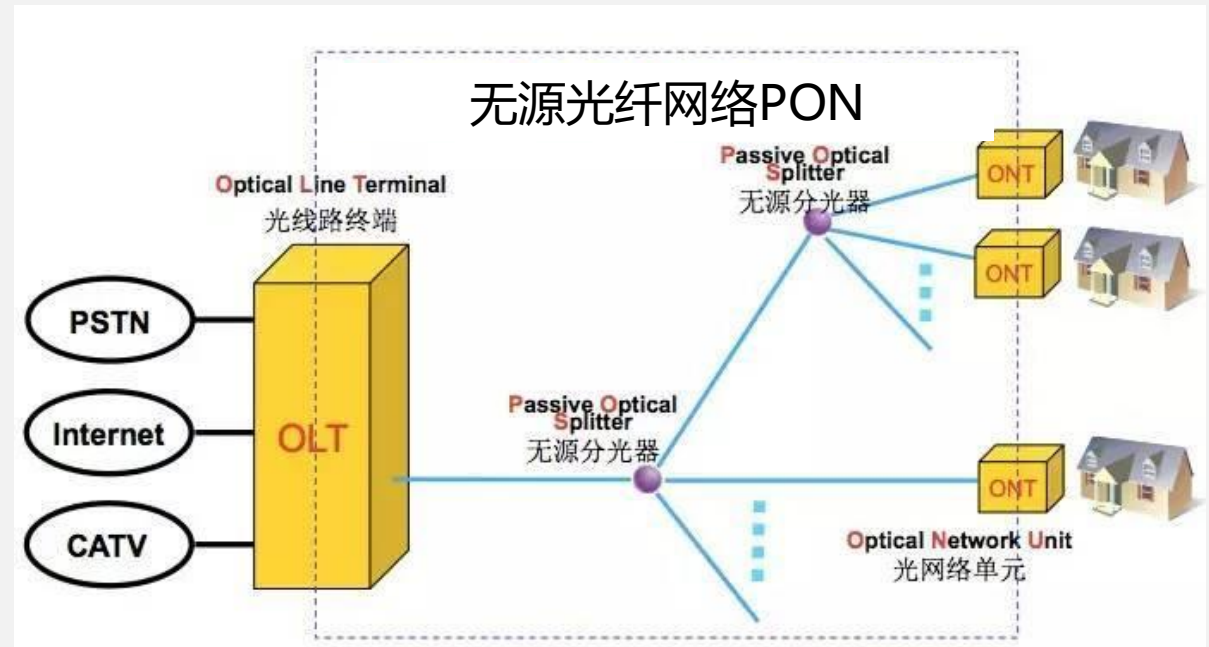 无源光纤网络PON
Passive Optical
Splitter
无源分光器
ONT
Optical Line Terminal
光线路终端
ONT
PSTN
Passive Optical
Splitter
无源分光器
Internet
OLT
ONT
CATV
Optical Network Unit
光网络单元